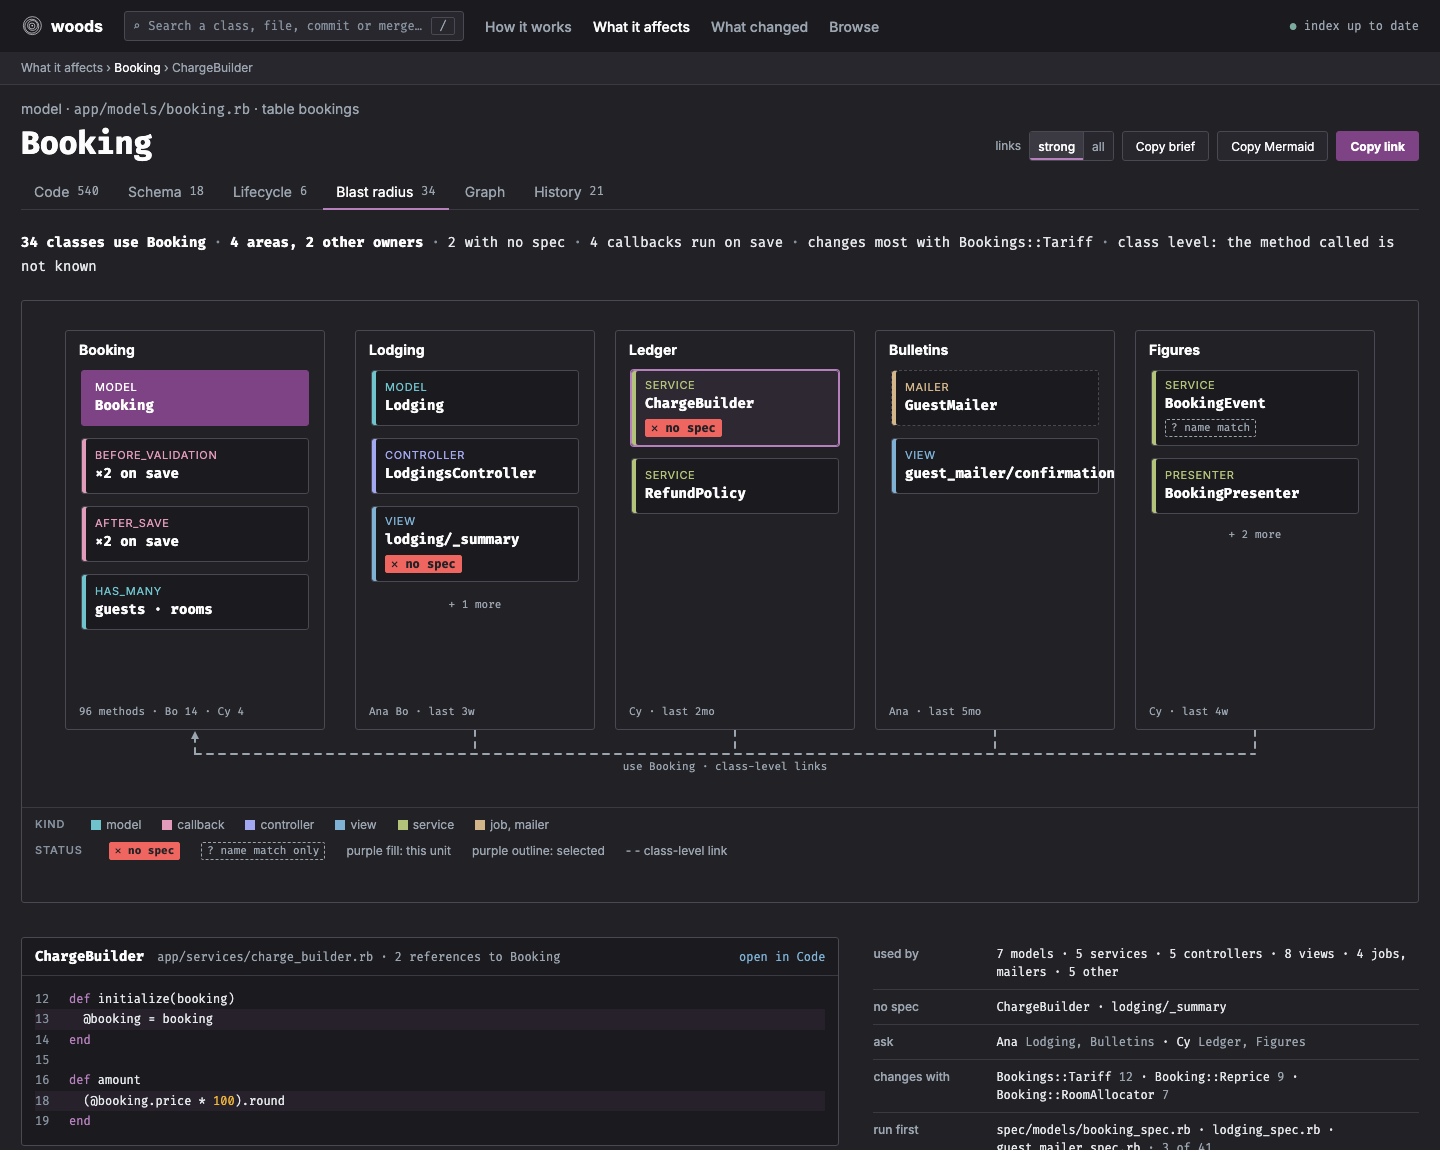 woods
Search a class, file, commit or merge… /
How it works What it affects What changed Browse
index up to date
What it affects › Booking › ChargeBuilder
model · app/models/booking.rb · table bookings
Booking
links strong all Copy brief Copy Mermaid Copy link
Code 540 Schema 18 Lifecycle 6 Blast radius 34 Graph History 21
34 classes use Booking · 4 areas, 2 other owners · 2 with no spec · 4 callbacks run on save · changes most with Bookings::Tariff · class level: the method called is
not known
Booking
MODEL
Booking
BEFORE_VALIDATION
×2 on save
AFTER_SAVE
×2 on save
HAS_MANY
guests · rooms
96 methods · Bo 14 · Cy 4
Lodging
MODEL
Lodging
CONTROLLER
LodgingsController
VIEW
lodging/_summary
× no spec
+ 1 more
Ana Bo · last 3w
Ledger
SERVICE
ChargeBuilder
× no spec
SERVICE
RefundPolicy
Cy · last 2mo
Bulletins
MAILER
GuestMailer
VIEW
guest_mailer/confirmation
Ana · last 5mo
Figures
SERVICE
BookingEvent
? name match
PRESENTER
BookingPresenter
+ 2 more
Cy · last 4w
use Booking · class-level links
KIND model callback controller view service job, mailer
STATUS × no spec ? name match only purple fill: this unit purple outline: selected - - class-level link
ChargeBuilder app/services/charge_builder.rb · 2 references to Booking open in Code
12 def initialize(booking)
13 @booking = booking
14 end
15
16 def amount
18 (@booking.price * 100).round
19 end
used by 7 models · 5 services · 5 controllers · 8 views · 4 jobs,
mailers · 5 other
no spec ChargeBuilder · lodging/_summary
ask Ana Lodging, Bulletins · Cy Ledger, Figures
changes with Bookings::Tariff 12 · Booking::Reprice 9 ·
Booking::RoomAllocator 7
run first spec/models/booking_spec.rb · lodging_spec.rb ·
guest_mailer_spec.rb · 3 of 41